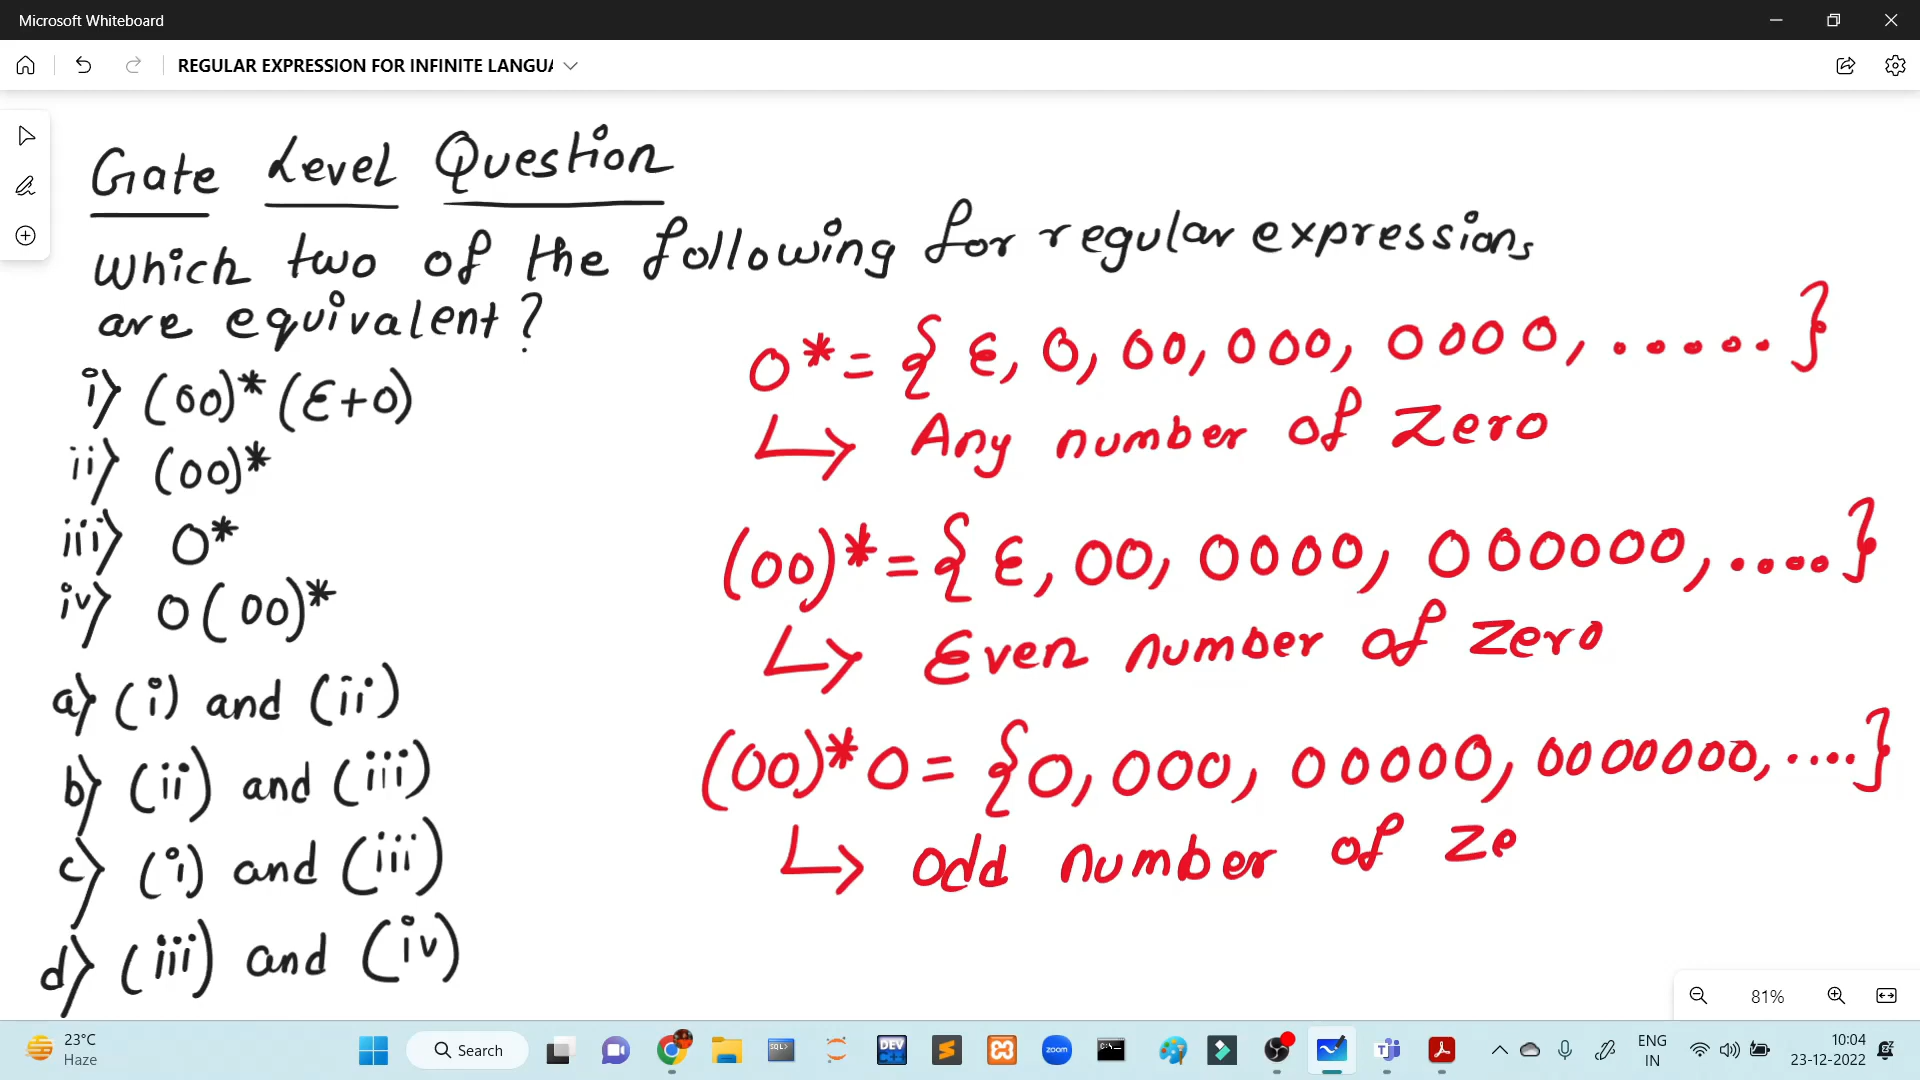 Microsoft Whiteboard
REGULAR EXPRESSION FOR INFINITE LANGUA
Gate Level Question
which two of the following for regular expressions
are equivalent?
i) (00)*(ε+0)
ii) (00)*
iii) 0*
iv) 0(00)*
a) (i) and (ii)
b) (ii) and (iii)
c) (i) and (iii)
d) (iii) and (iv)
0* = {ε, 0, 00, 000, 0000, .....}
↳ Any number of zero
(00)* = {ε, 00, 0000, 000000, ....}
↳ Even number of zero
(00)*0 = {0, 000, 00000, 0000000, ....}
↳ odd number of ze
81%
23°C
Haze
Search
SQL>
DEV
C++
zoom
C:\_
ENG
IN
10:04
23-12-2022